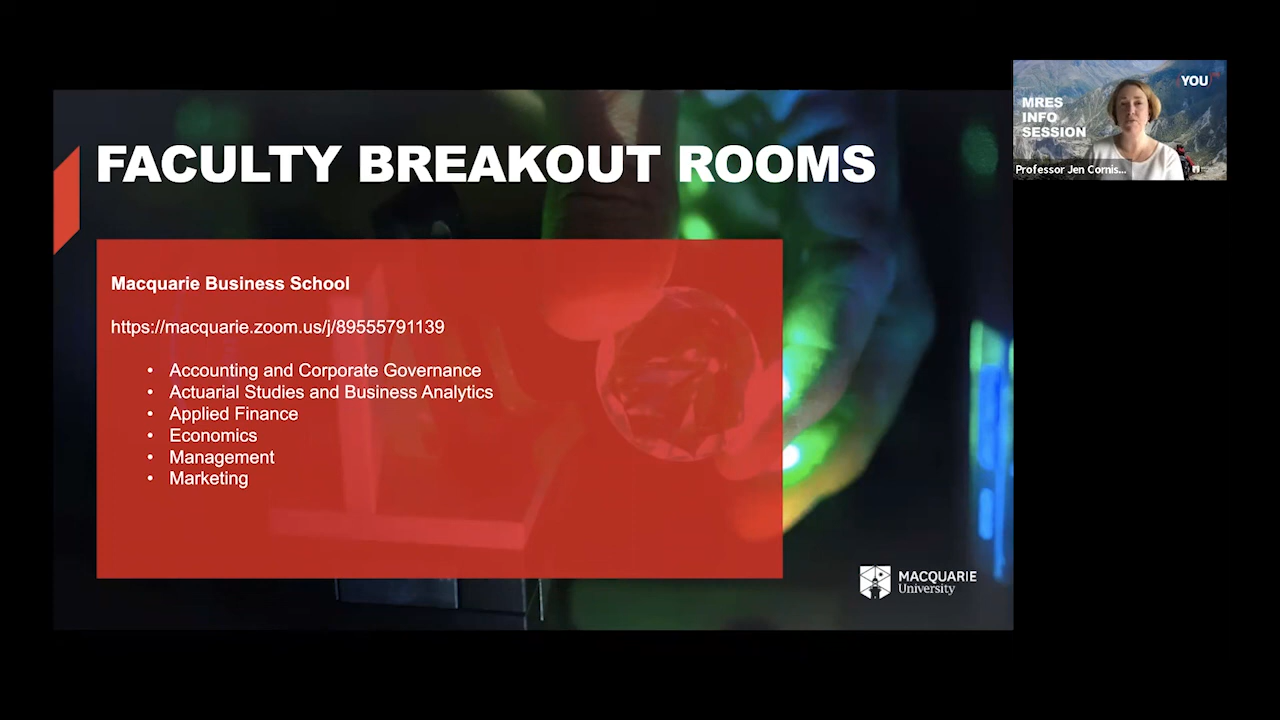 FACULTY BREAKOUT ROOMS
Macquarie Business School
https://macquarie.zoom.us/j/89555791139
• Accounting and Corporate Governance
• Actuarial Studies and Business Analytics
• Applied Finance
• Economics
• Management
• Marketing
MACQUARIE
University
YOU
MRES
INFO
SESSION
Professor Jen Cornis...